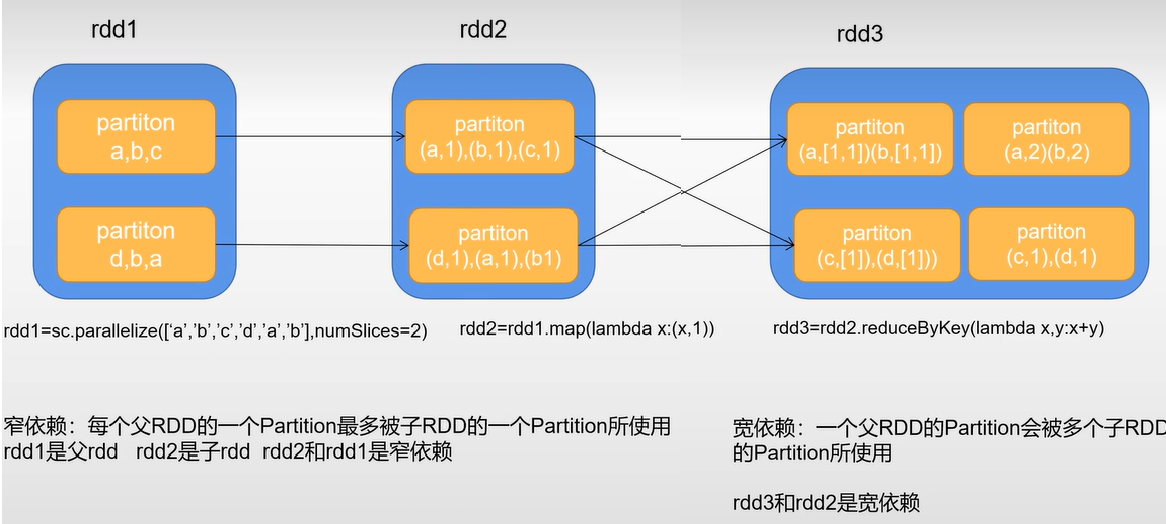 rdd1
rdd2
rdd3
partiton
a,b,c
partiton
(a,1),(b,1),(c,1)
partiton
(a,[1,1])(b,[1,1])
partiton
(a,2)(b,2)
partiton
d,b,a
partiton
(d,1),(a,1),(b1)
partiton
(c,[1]),(d,[1]))
partiton
(c,1),(d,1)
rdd1=sc.parallelize(['a','b','c','d','a','b'],numSlices=2)
rdd2=rdd1.map(lambda x:(x,1))
rdd3=rdd2.reduceByKey(lambda x,y:x+y)
窄依赖：每个父RDD的一个Partition最多被子RDD的一个Partition所使用
rdd1是父rdd rdd2是子rdd rdd2和rdd1是窄依赖
宽依赖：一个父RDD的Partition会被多个子RDD
的Partition所使用
rdd3和rdd2是宽依赖